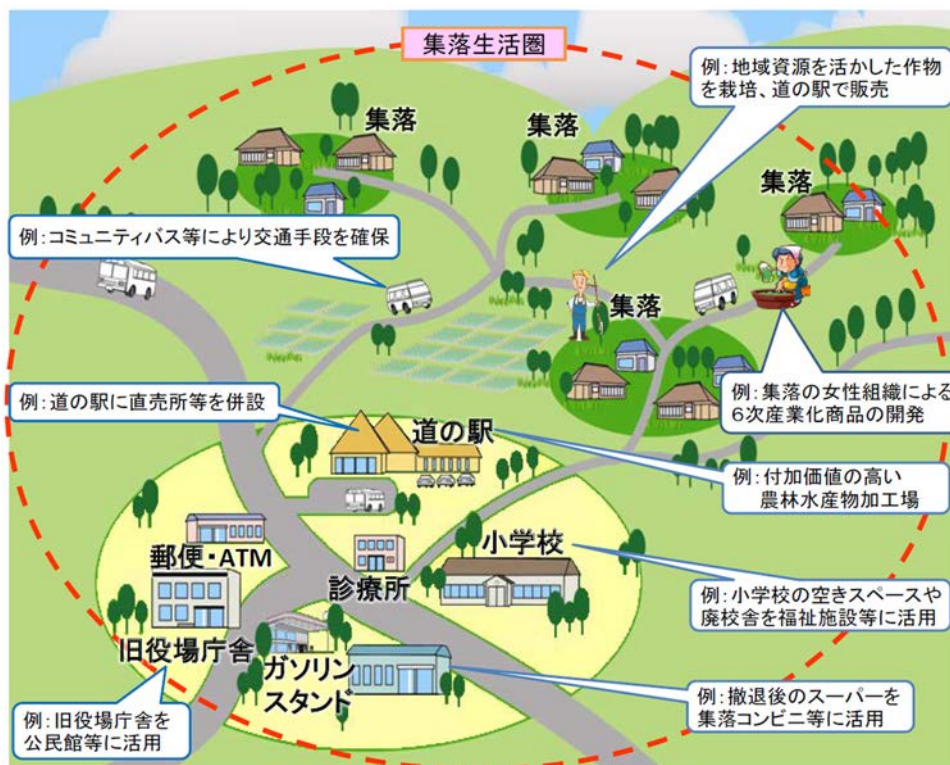 集落生活圏
例：地域資源を活かした作物
を栽培、道の駅で販売
集落
集落
集落
例：コミュニティバス等により交通手段を確保
集落
例：集落の女性組織による
6次産業化商品の開発
例：道の駅に直売所等を併設
道の駅
例：付加価値の高い
農林水産物加工場
郵便・ATM
診療所
小学校
例：小学校の空きスペースや
廃校舎を福祉施設等に活用
旧役場庁舎
ガソリン
スタンド
例：旧役場庁舎を
公民館等に活用
例：撤退後のスーパーを
集落コンビニ等に活用